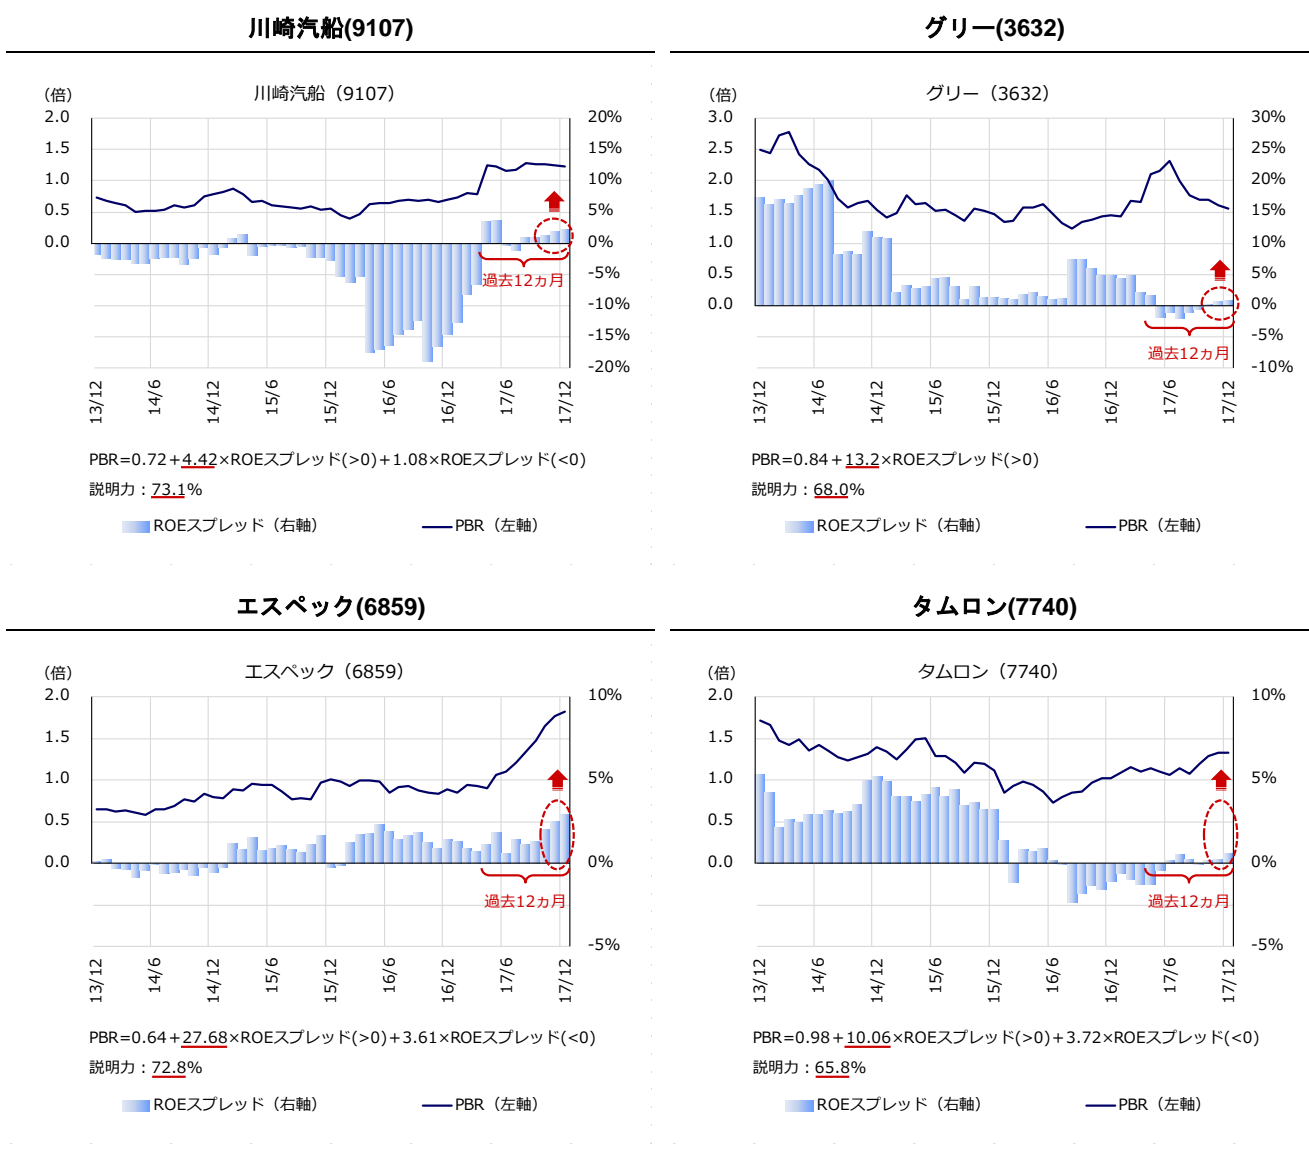 川崎汽船(9107)
川崎汽船（9107）
（倍）
2.0
1.5
1.0
0.5
0.0
20%
15%
10%
5%
0%
-5%
-10%
-15%
-20%
過去12ヵ月
13/12
14/6
14/12
15/6
15/12
16/6
16/12
17/6
17/12
PBR=0.72+4.42×ROEスプレッド(>0)+1.08×ROEスプレッド(<0)
説明力：73.1%
ROEスプレッド（右軸）
PBR（左軸）
グリー(3632)
グリー（3632）
（倍）
3.0
2.5
2.0
1.5
1.0
0.5
0.0
30%
25%
20%
15%
10%
5%
0%
-5%
-10%
過去12ヵ月
13/12
14/6
14/12
15/6
15/12
16/6
16/12
17/6
17/12
PBR=0.84+13.2×ROEスプレッド(>0)
説明力：68.0%
ROEスプレッド（右軸）
PBR（左軸）
エスペック(6859)
エスペック（6859）
（倍）
2.0
1.5
1.0
0.5
0.0
10%
5%
0%
-5%
過去12ヵ月
13/12
14/6
14/12
15/6
15/12
16/6
16/12
17/6
17/12
PBR=0.64+27.68×ROEスプレッド(>0)+3.61×ROEスプレッド(<0)
説明力：72.8%
ROEスプレッド（右軸）
PBR（左軸）
タムロン(7740)
タムロン（7740）
（倍）
2.0
1.5
1.0
0.5
0.0
10%
5%
0%
-5%
過去12ヵ月
13/12
14/6
14/12
15/6
15/12
16/6
16/12
17/6
17/12
PBR=0.98+10.06×ROEスプレッド(>0)+3.72×ROEスプレッド(<0)
説明力：65.8%
ROEスプレッド（右軸）
PBR（左軸）